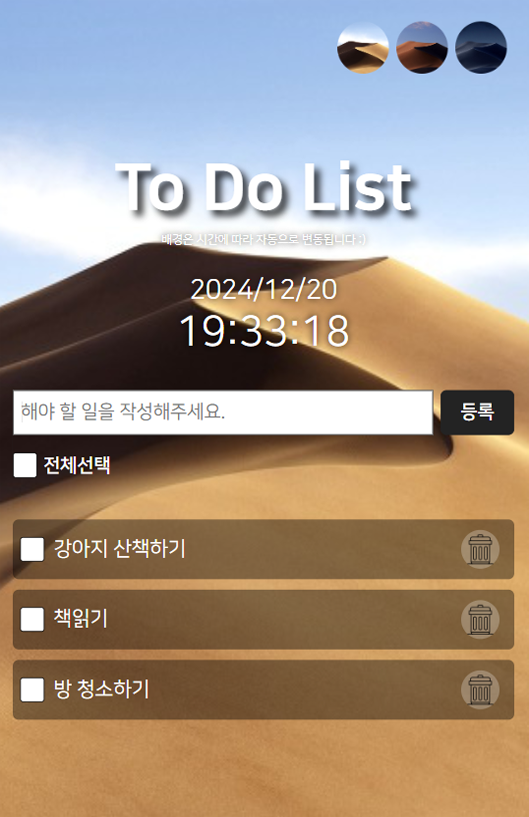 To Do List
배경은 시간에 따라 자동으로 변동됩니다 :)
2024/12/20
19:33:18
해야 할 일을 작성해주세요.
등록
전체선택
강아지 산책하기
책읽기
방 청소하기